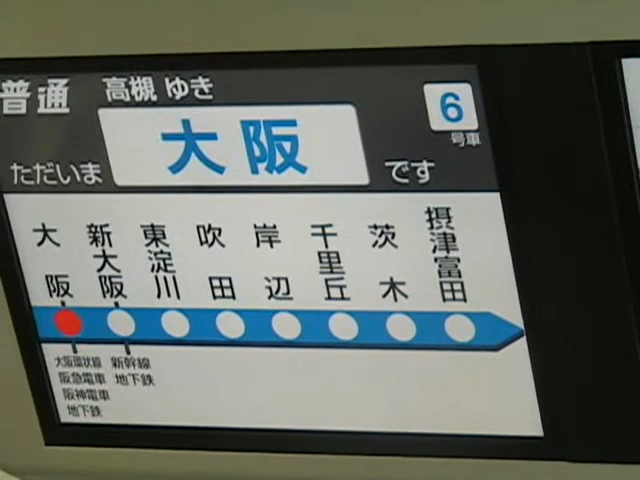 普通 高槻 ゆき
6
号車
ただいま 大阪 です
大阪
新大阪
東淀川
吹田
岸辺
千里丘
茨木
摂津富田
大阪環状線
阪急電車
阪神電車
地下鉄
新幹線
地下鉄